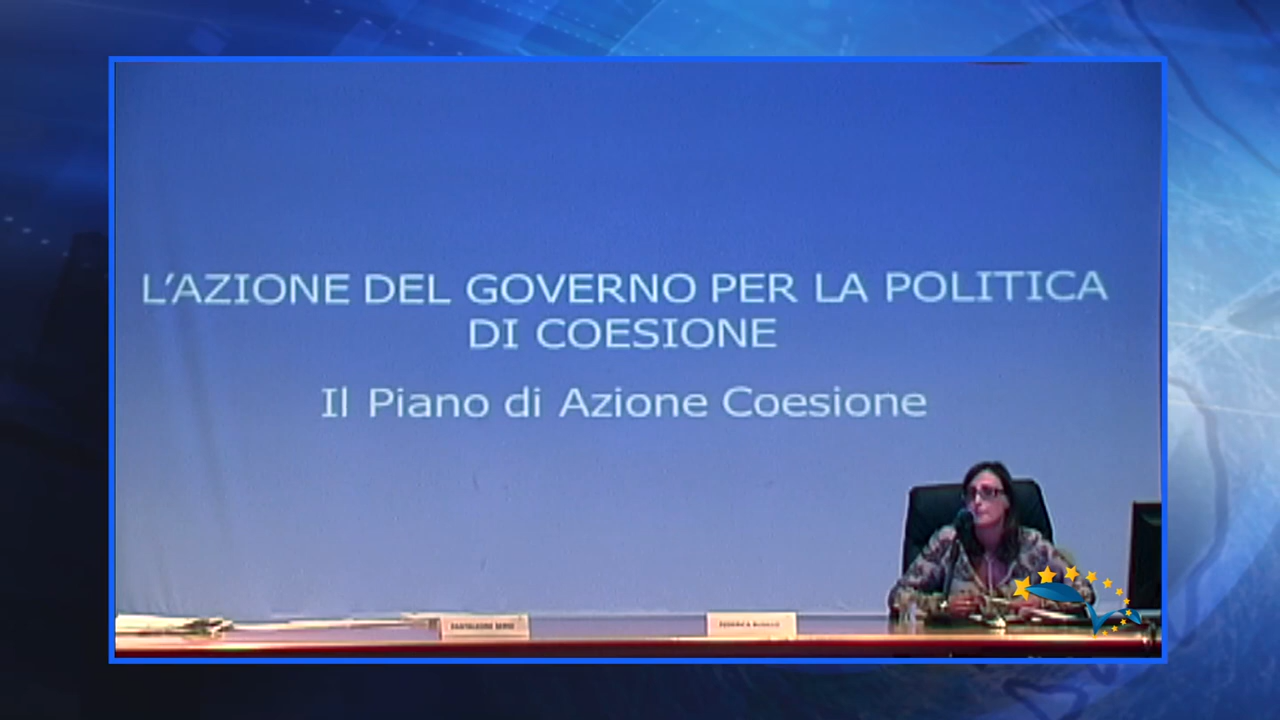 L'AZIONE DEL GOVERNO PER LA POLITICA
DI COESIONE
Il Piano di Azione Coesione